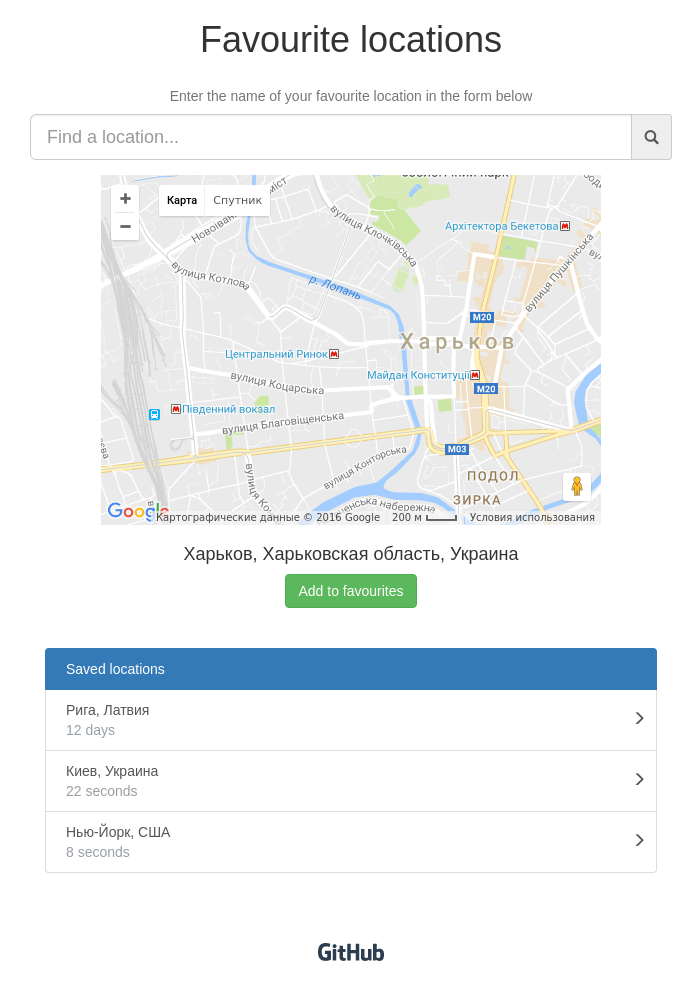 Favourite locations
Enter the name of your favourite location in the form below
Find a location...
Карта Спутник
вулиця Клочківська
Архітектора Бекетова
вулиця Пушкінська
вулиця Котлова
р. Лопань
M20
Харьков
Центральний Ринок
Майдан Конституції
вулиця Коцарська
M20
Південний вокзал
вулиця Благовіщенська
M03
вулиця Конторська
ПОДОЛ
ЗИРКА
набережна
Google
Картографические данные © 2016 Google 200 м Условия использования
Харьков, Харьковская область, Украина
Add to favourites
Saved locations
Рига, Латвия
12 days
Киев, Украина
22 seconds
Нью-Йорк, США
8 seconds
GitHub